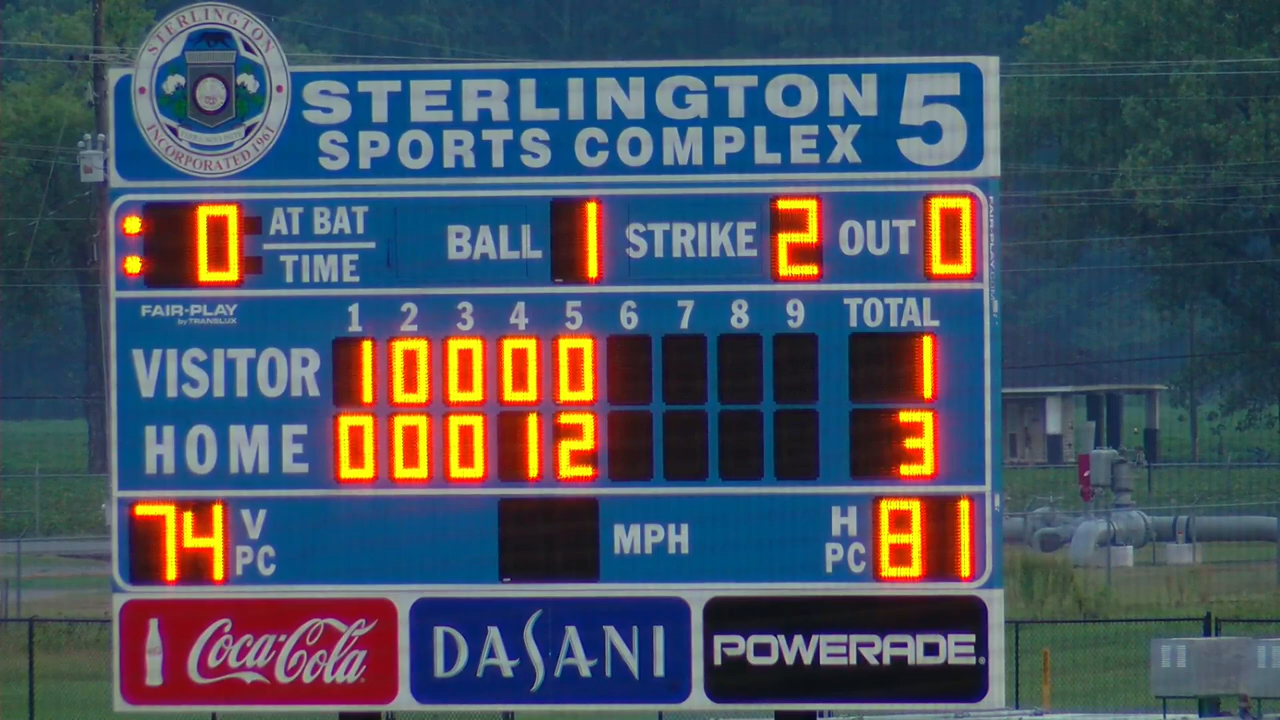 STERLINGTON
INCORPORATED 1961
STERLINGTON 5
SPORTS COMPLEX
:0 AT BAT BALL 1 STRIKE 2 OUT 0
TIME
FAIR-PLAY
by TRANSLUX
1 2 3 4 5 6 7 8 9 TOTAL
VISITOR 1 0 0 0 0 1
HOME 0 0 0 1 2 3
74 V PC MPH H PC 81
Coca-Cola DASANI POWERADE